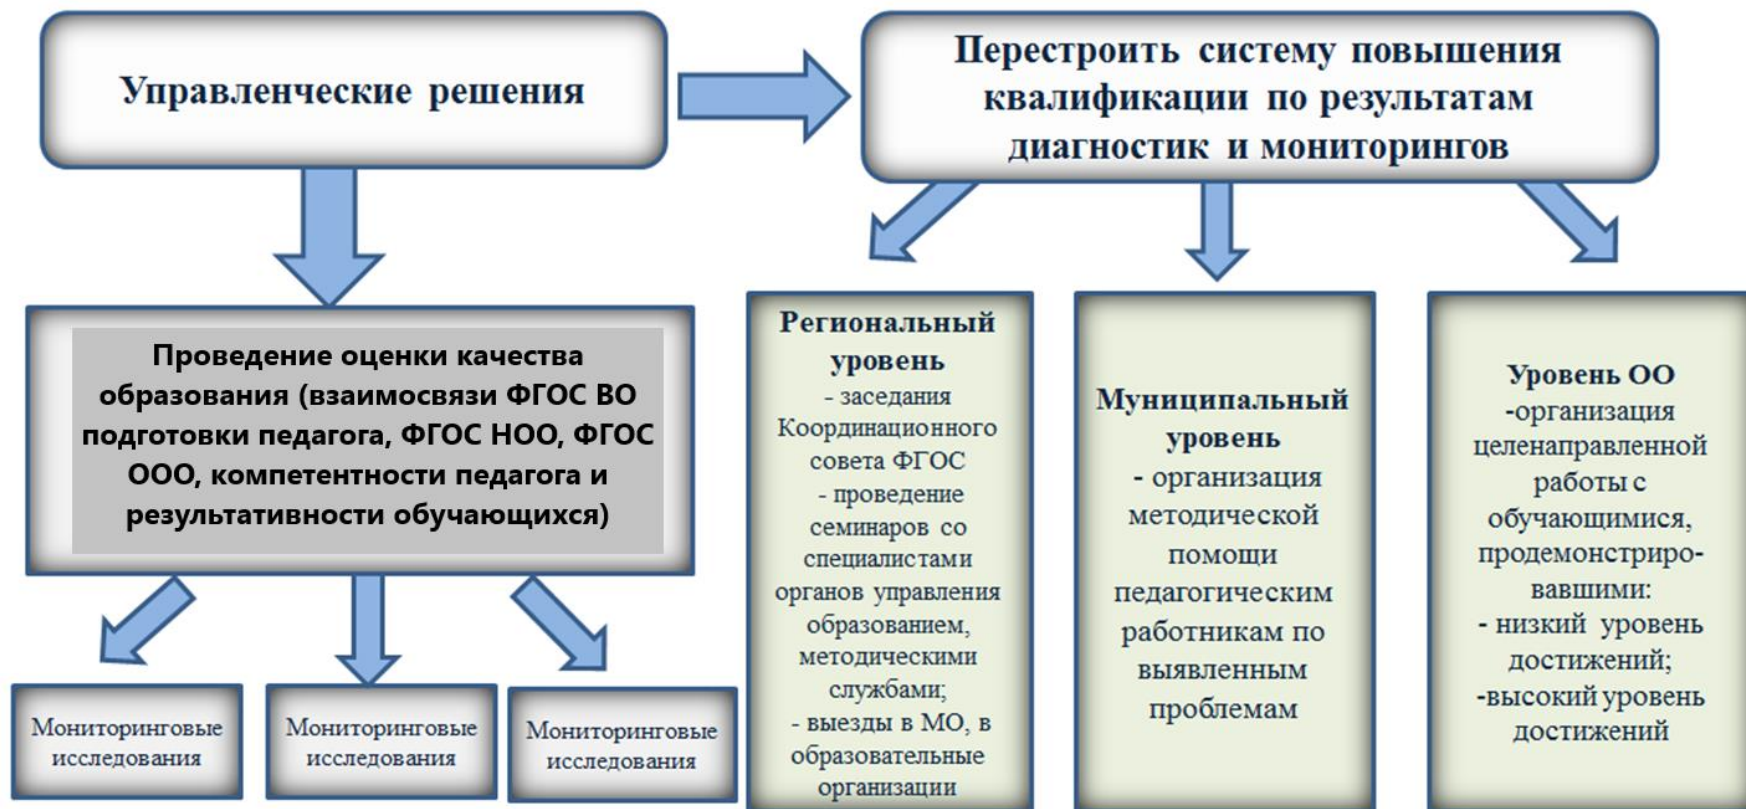 Управленческие решения
Перестроить систему повышения
квалификации по результатам
диагностик и мониторингов
Проведение оценки качества
образования (взаимосвязи ФГОС ВО
подготовки педагога, ФГОС НОО, ФГОС
ООО, компетентности педагога и
результативности обучающихся)
Мониторинговые
исследования
Мониторинговые
исследования
Мониторинговые
исследования
Региональный
уровень
- заседания
Координационного
совета ФГОС
- проведение
семинаров со
специалистами
органов управления
образованием,
методическими
службами;
- выезды в МО, в
образовательные
организации
Муниципальный
уровень
- организация
методической
помощи
педагогическим
работникам по
выявленным
проблемам
Уровень ОО
-организация
целенаправленной
работы с
обучающимися,
продемонстриро-
вавшими:
- низкий уровень
достижений;
-высокий уровень
достижений